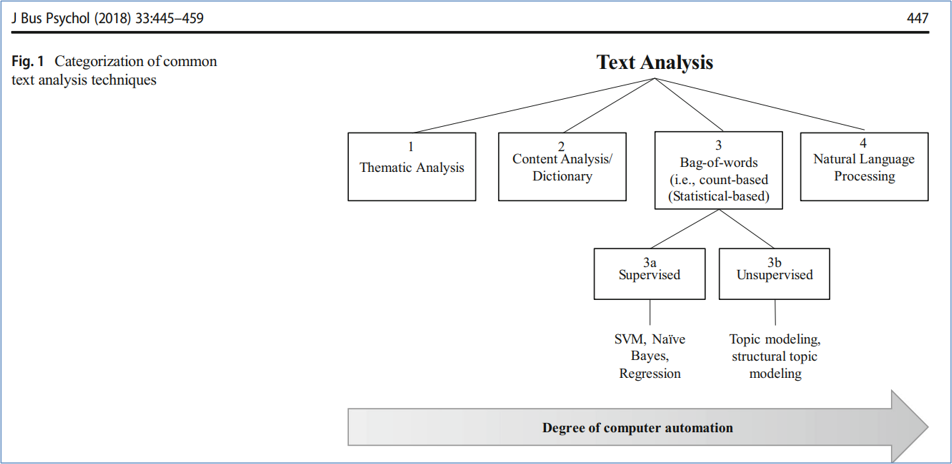 J Bus Psychol (2018) 33:445–459
447
Fig. 1 Categorization of common
text analysis techniques
Text Analysis
1
Thematic Analysis
2
Content Analysis/
Dictionary
3
Bag-of-words
(i.e., count-based
(Statistical-based)
4
Natural Language
Processing
3a
Supervised
3b
Unsupervised
SVM, Naïve
Bayes,
Regression
Topic modeling,
structural topic
modeling
Degree of computer automation